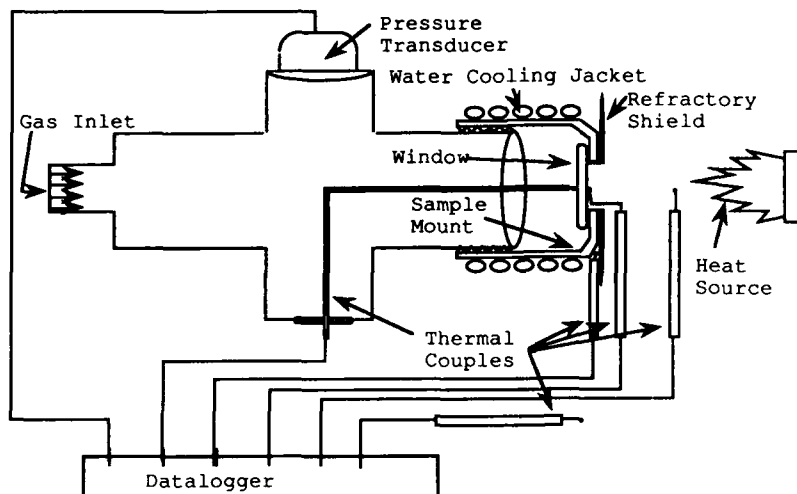 Pressure
Transducer
Water Cooling Jacket
Refractory
Shield
Gas Inlet
Window
Sample
Mount
Heat
Source
Thermal
Couples
Datalogger